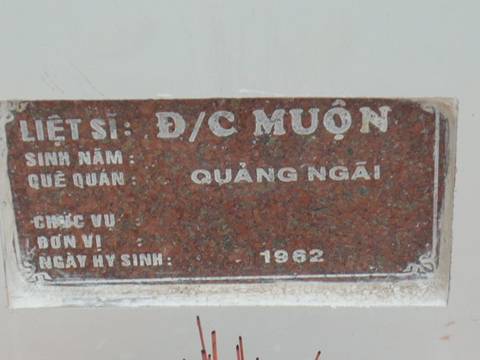 LIỆT SĨ: Đ/C MUỘN
SINH NĂM :
QUÊ QUÁN : QUẢNG NGÃI
CHỨC VỤ :
ĐƠN VỊ :
NGÀY HY SINH : 1962